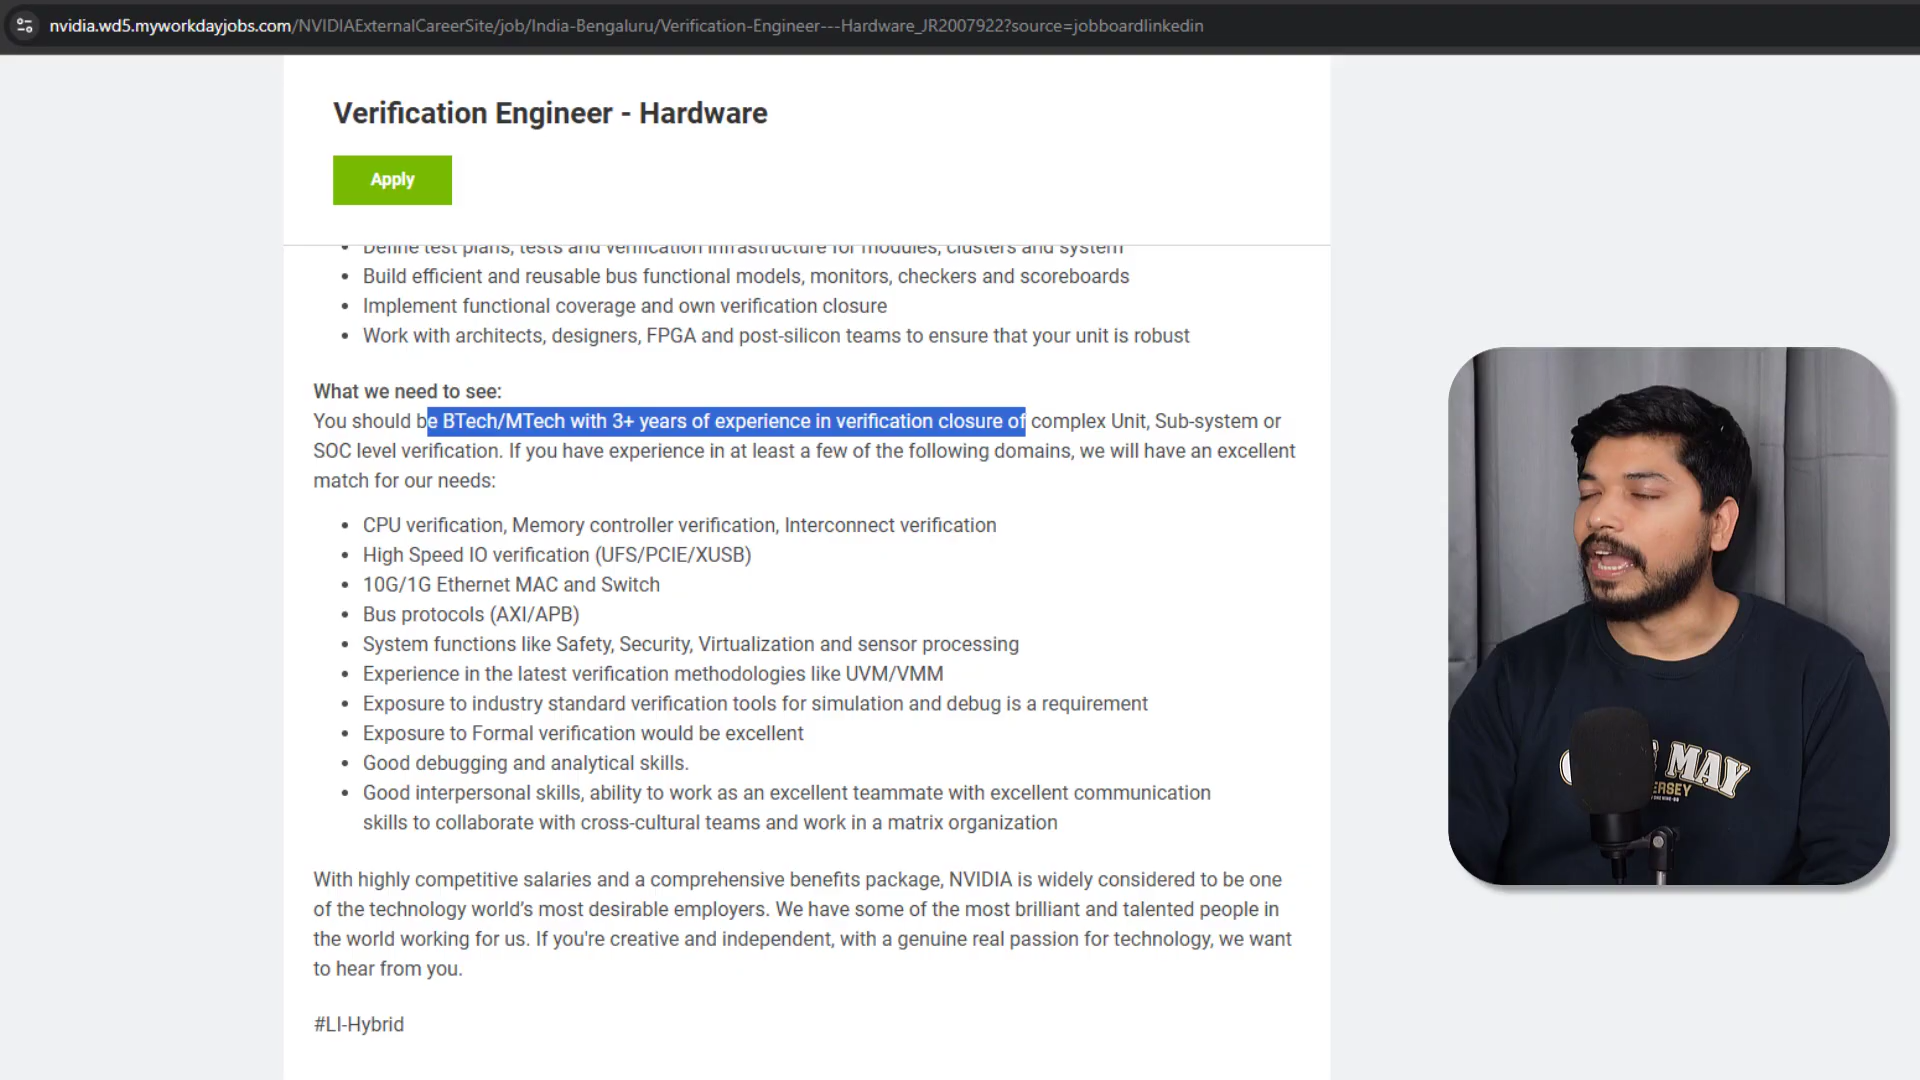 nvidia.wd5.myworkdayjobs.com/NVIDIAExternalCareerSite/job/India-Bengaluru/Verification-Engineer---Hardware_JR2007922?source=jobboardlinkedin
Verification Engineer - Hardware
Apply
• Define test plans, tests and verification infrastructure for modules, clusters and system
• Build efficient and reusable bus functional models, monitors, checkers and scoreboards
• Implement functional coverage and own verification closure
• Work with architects, designers, FPGA and post-silicon teams to ensure that your unit is robust
What we need to see:
You should be BTech/MTech with 3+ years of experience in verification closure of complex Unit, Sub-system or
SOC level verification. If you have experience in at least a few of the following domains, we will have an excellent
match for our needs:
• CPU verification, Memory controller verification, Interconnect verification
• High Speed IO verification (UFS/PCIE/XUSB)
• 10G/1G Ethernet MAC and Switch
• Bus protocols (AXI/APB)
• System functions like Safety, Security, Virtualization and sensor processing
• Experience in the latest verification methodologies like UVM/VMM
• Exposure to industry standard verification tools for simulation and debug is a requirement
• Exposure to Formal verification would be excellent
• Good debugging and analytical skills.
• Good interpersonal skills, ability to work as an excellent teammate with excellent communication
skills to collaborate with cross-cultural teams and work in a matrix organization
With highly competitive salaries and a comprehensive benefits package, NVIDIA is widely considered to be one
of the technology world’s most desirable employers. We have some of the most brilliant and talented people in
the world working for us. If you're creative and independent, with a genuine real passion for technology, we want
to hear from you.
#LI-Hybrid
MAY